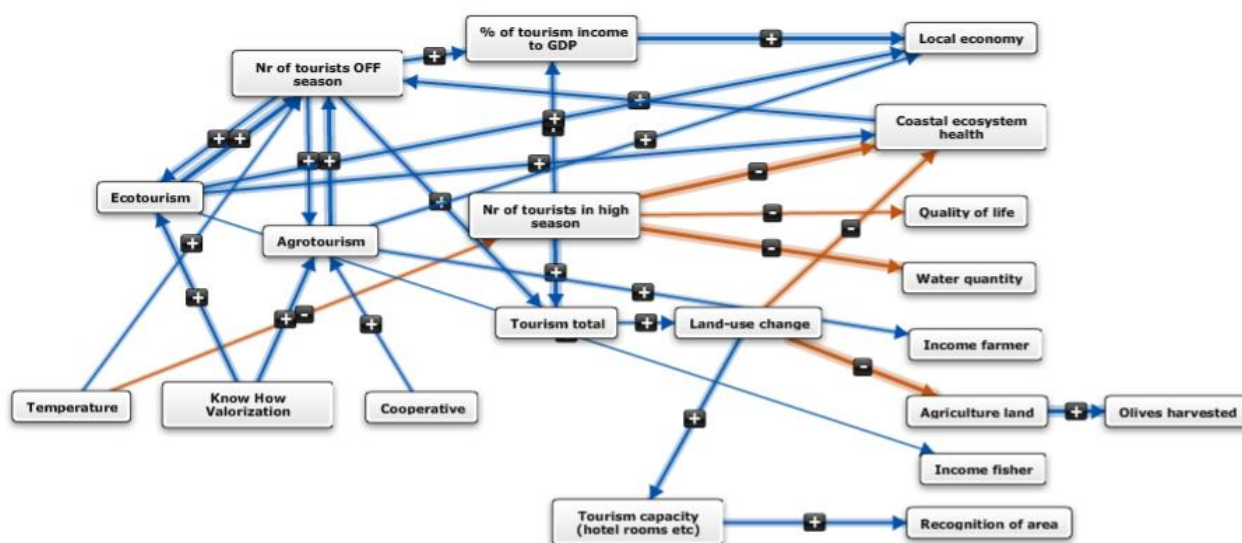 % of tourism income
to GDP
Local economy
Nr of tourists OFF
season
Coastal ecosystem
health
Ecotourism
Nr of tourists in high
season
Quality of life
Agrotourism
Water quantity
Tourism total
Land-use change
Income farmer
Temperature
Know How
Valorization
Cooperative
Agriculture land
Olives harvested
Income fisher
Tourism capacity
(hotel rooms etc)
Recognition of area